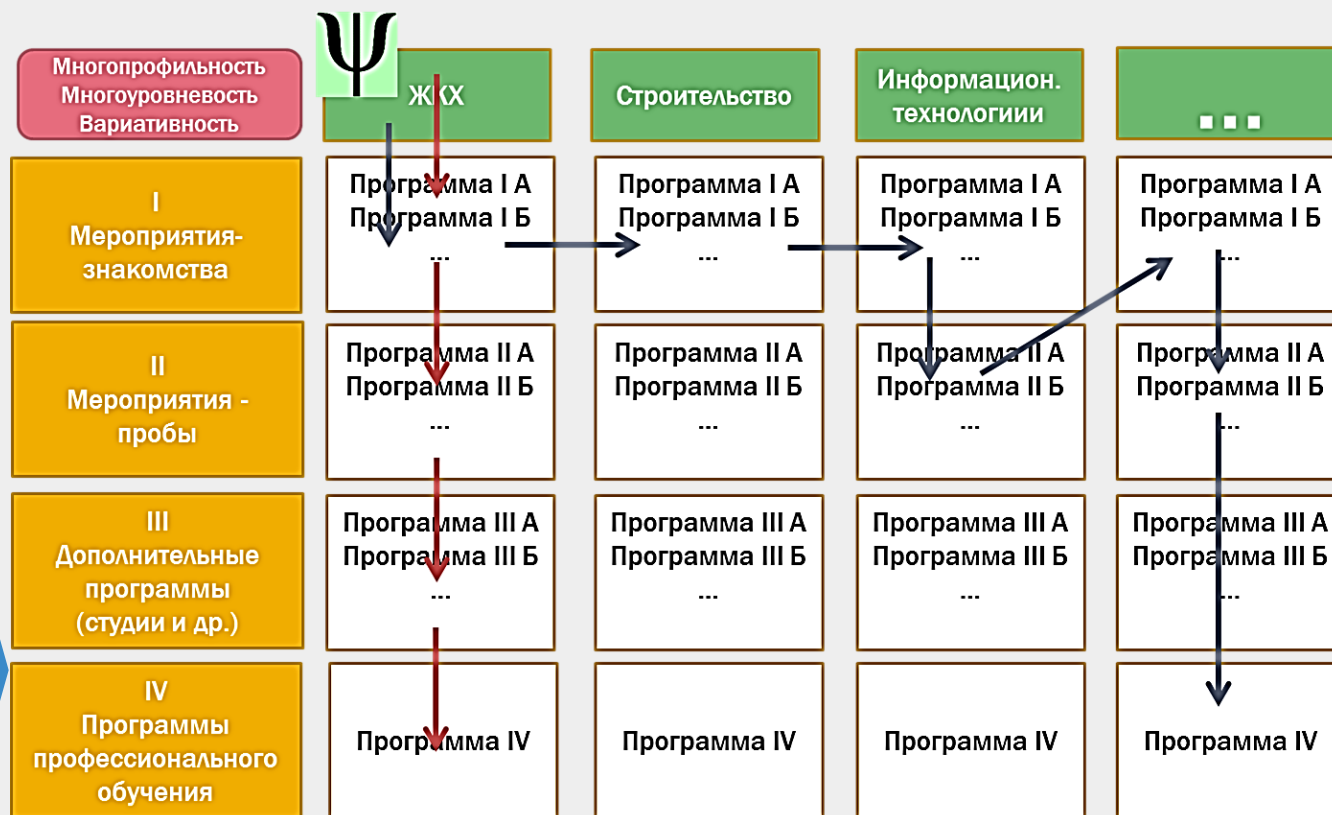 Ψ
Многопрофильность
Многоуровневость
Вариативность
ЖКХ
Строительство
Информацион.
технологиии
...
I
Мероприятия-
знакомства
Программа I А
Программа I Б
...
Программа I А
Программа I Б
...
Программа I А
Программа I Б
...
Программа I А
Программа I Б
...
II
Мероприятия -
пробы
Программа II А
Программа II Б
...
Программа II А
Программа II Б
...
Программа II А
Программа II Б
...
Программа II А
Программа II Б
...
III
Дополнительные
программы
(студии и др.)
Программа III А
Программа III Б
...
Программа III А
Программа III Б
...
Программа III А
Программа III Б
...
Программа III А
Программа III Б
...
IV
Программы
профессионального
обучения
Программа IV
Программа IV
Программа IV
Программа IV